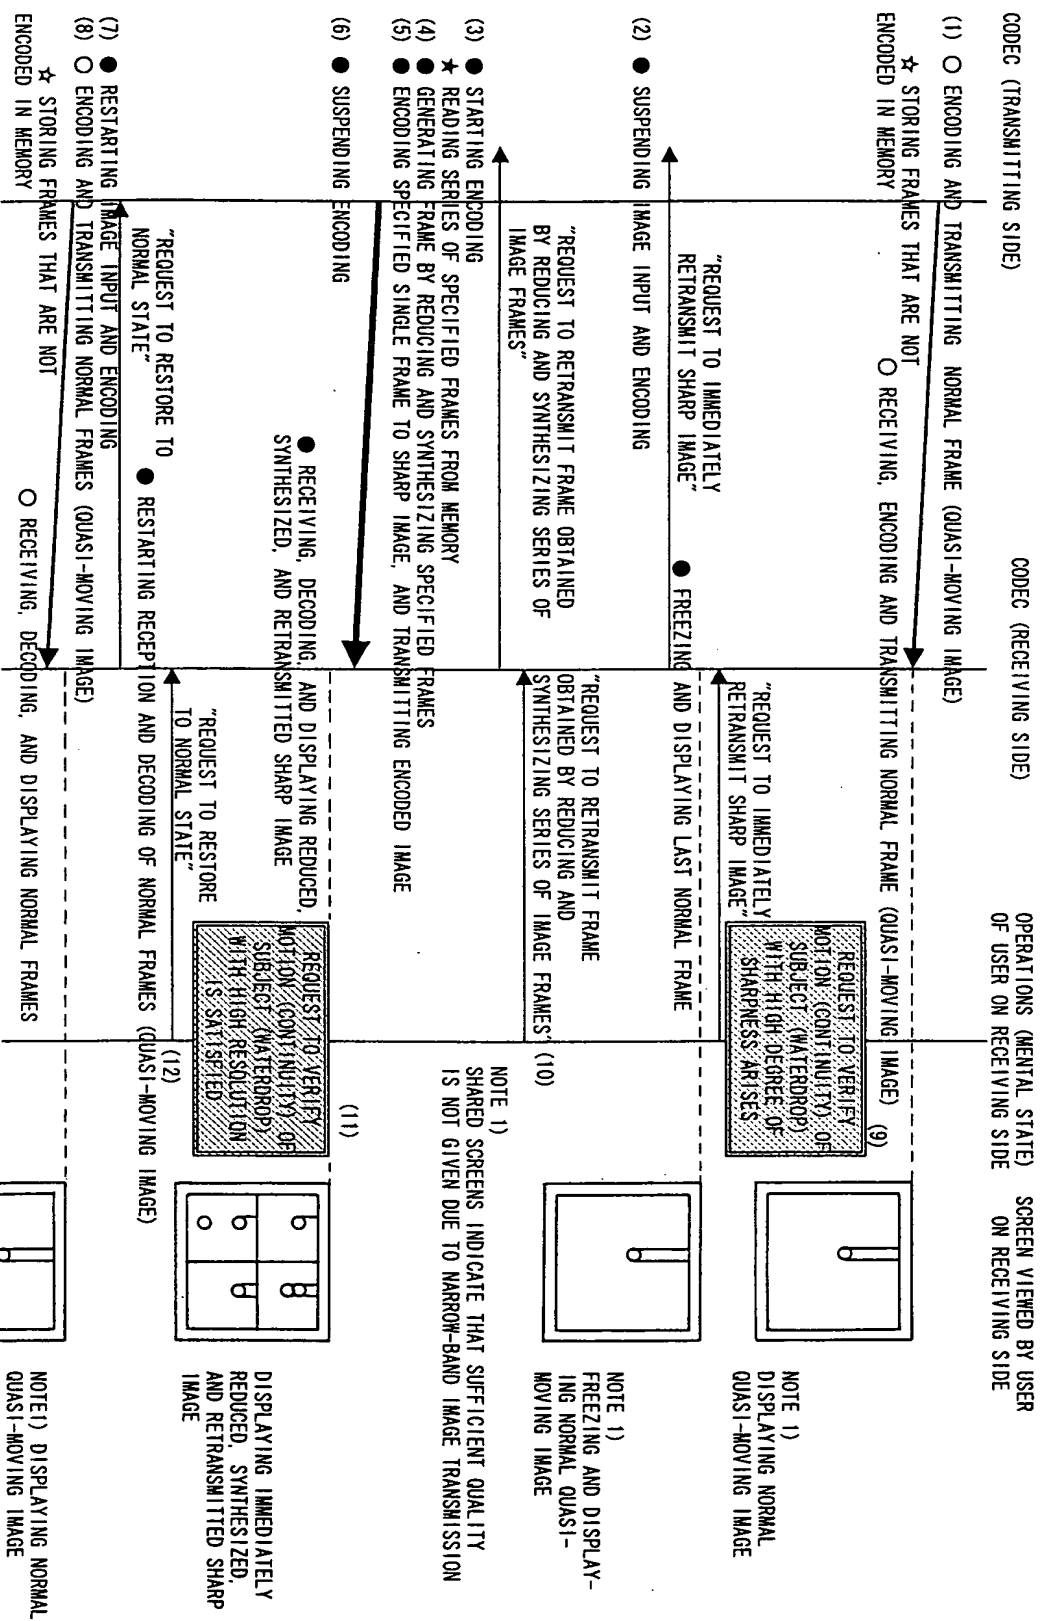 CODEC (TRANSMITTING SIDE)
CODEC (RECEIVING SIDE)
OPERATIONS (MENTAL STATE)
OF USER ON RECEIVING SIDE
SCREEN VIEWED BY USER
ON RECEIVING SIDE
(1) ○ ENCODING AND TRANSMITTING NORMAL FRAME (QUASI-MOVING IMAGE)
☆ STORING FRAMES THAT ARE NOT
ENCODED IN MEMORY
○ RECEIVING, ENCODING AND TRANSMITTING NORMAL FRAME (QUASI-MOVING IMAGE)
(9)
REQUEST TO VERIFY
MOTION (CONTINUITY) OF
SUBJECT (WATERDROP)
WITH HIGH DEGREE OF
SHARPNESS ARISES
NOTE 1)
DISPLAYING NORMAL
QUASI-MOVING IMAGE
"REQUEST TO IMMEDIATELY
RETRANSMIT SHARP IMAGE"
"REQUEST TO IMMEDIATELY
RETRANSMIT SHARP IMAGE"
● FREEZING AND DISPLAYING LAST NORMAL FRAME
(2) ● SUSPENDING IMAGE INPUT AND ENCODING
NOTE 1)
FREEZING AND DISPLAY-
ING NORMAL QUASI-
MOVING IMAGE
"REQUEST TO RETRANSMIT FRAME
OBTAINED BY REDUCING AND
SYNTHESIZING SERIES OF IMAGE FRAMES"
(10)
"REQUEST TO RETRANSMIT FRAME OBTAINED
BY REDUCING AND SYNTHESIZING SERIES OF
IMAGE FRAMES"
NOTE 1)
SHARED SCREENS INDICATE THAT SUFFICIENT QUALITY
IS NOT GIVEN DUE TO NARROW-BAND IMAGE TRANSMISSION
(3) ● STARTING ENCODING
★ READING SERIES OF SPECIFIED FRAMES FROM MEMORY
(4) ● GENERATING FRAME BY REDUCING AND SYNTHESIZING SPECIFIED FRAMES
(5) ● ENCODING SPECIFIED SINGLE FRAME TO SHARP IMAGE, AND TRANSMITTING ENCODED IMAGE
(6) ● SUSPENDING ENCODING
● RECEIVING, DECODING, AND DISPLAYING REDUCED,
SYNTHESIZED, AND RETRANSMITTED SHARP IMAGE
(11)
REQUEST TO VERIFY
MOTION (CONTINUITY) OF
SUBJECT (WATERDROP)
WITH HIGH RESOLUTION
IS SATISFIED
DISPLAYING IMMEDIATELY
REDUCED, SYNTHESIZED,
AND RETRANSMITTED SHARP
IMAGE
"REQUEST TO RESTORE
TO NORMAL STATE"
(12)
"REQUEST TO RESTORE TO
NORMAL STATE"
● RESTARTING RECEPTION AND DECODING OF NORMAL FRAMES (QUASI-MOVING IMAGE)
(7) ● RESTARTING IMAGE INPUT AND ENCODING
(8) ○ ENCODING AND TRANSMITTING NORMAL FRAMES (QUASI-MOVING IMAGE)
☆ STORING FRAMES THAT ARE NOT
ENCODED IN MEMORY
○ RECEIVING, DECODING, AND DISPLAYING NORMAL FRAMES
NOTE1) DISPLAYING NORMAL
QUASI-MOVING IMAGE